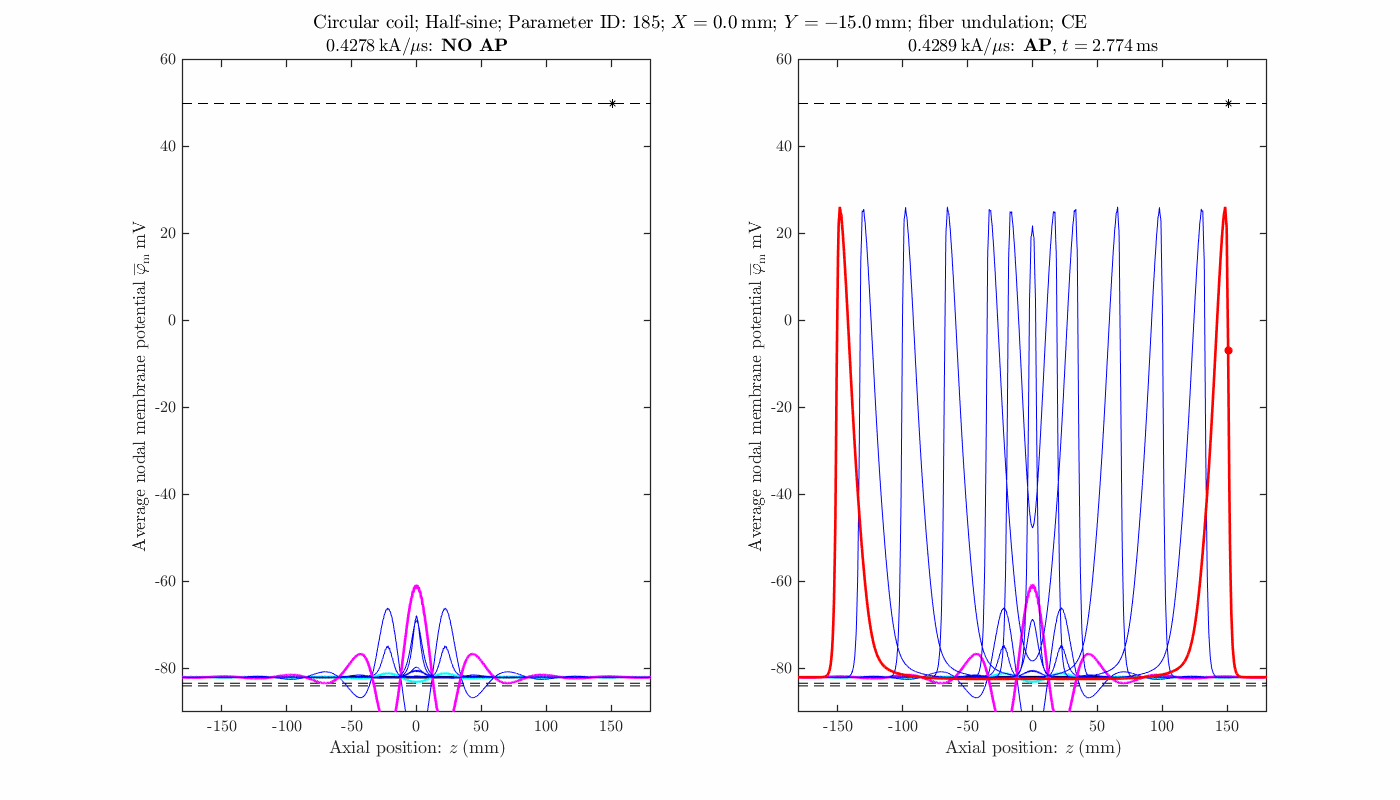 Circular coil; Half-sine; Parameter ID: 185; X = 0.0 mm; Y = −15.0 mm; fiber undulation; CE
0.4278 kA/μs: NO AP
0.4289 kA/μs: AP, t = 2.774 ms
60
40
20
0
-20
-40
-60
-80
Average nodal membrane potential φ̅m mV
-150 -100 -50 0 50 100 150
Axial position: z (mm)
60
40
20
0
-20
-40
-60
-80
Average nodal membrane potential φ̅m mV
-150 -100 -50 0 50 100 150
Axial position: z (mm)